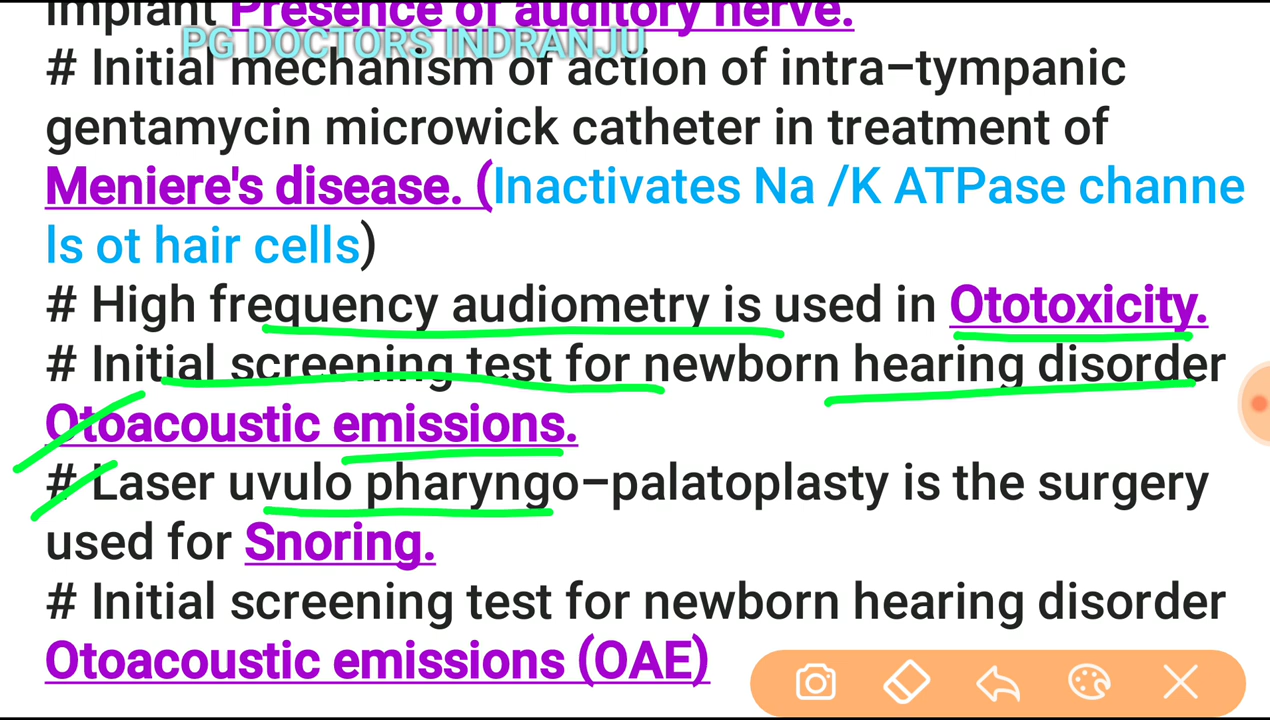 implant Presence of auditory nerve.
PG DOCTORS INDRANJU
# Initial mechanism of action of intra-tympanic
gentamycin microwick catheter in treatment of
Meniere's disease. (Inactivates Na /K ATPase channe
ls ot hair cells)
# High frequency audiometry is used in Ototoxicity.
# Initial screening test for newborn hearing disorder
Otoacoustic emissions.
# Laser uvulo pharyngo-palatoplasty is the surgery
used for Snoring.
# Initial screening test for newborn hearing disorder
Otoacoustic emissions (OAE)